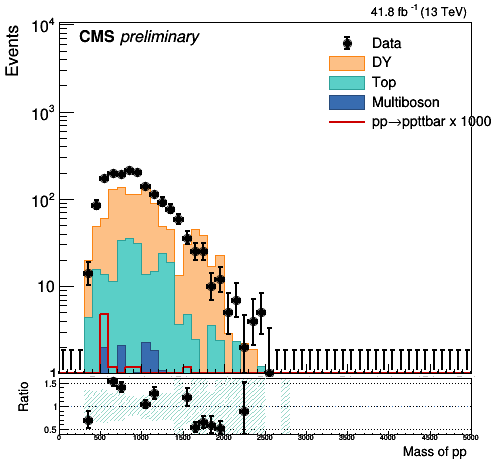 41.8 fb⁻¹ (13 TeV)
CMS preliminary
Events
10⁴
10³
10²
10
1
Data
DY
Top
Multiboson
pp→ppttbar x 1000
Ratio
1.5
1
0.5
0 500 1000 1500 2000 2500 3000 3500 4000 4500 5000
Mass of pp